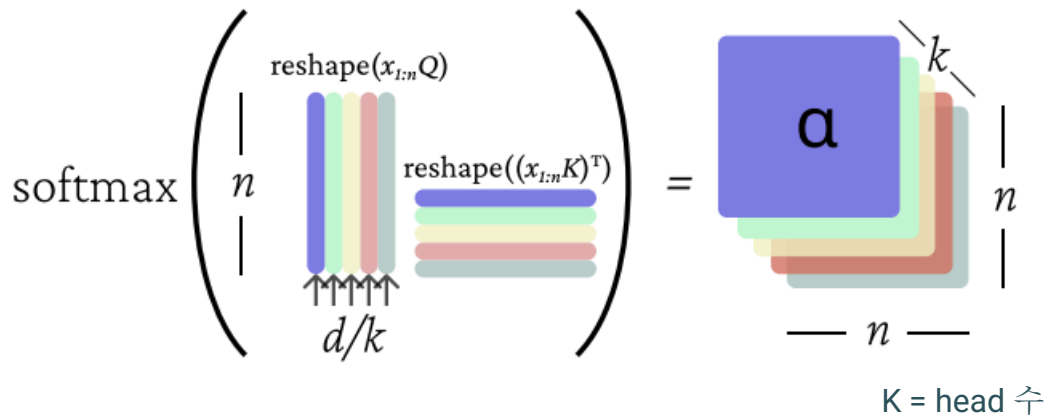 reshape(x₁:ₙQ)
k
α
softmax
n
reshape((x₁:ₙK)ᵀ)
=
n
d/k
n
K = head 수